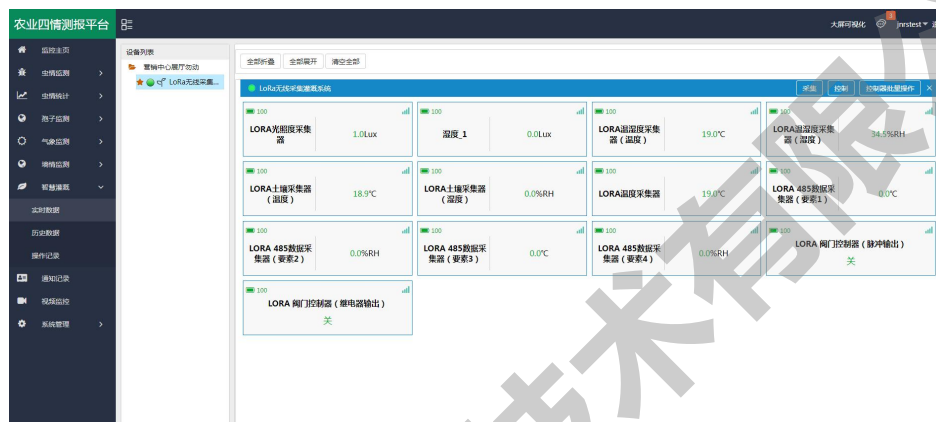 农业四情测报平台
大屏可视化
jnrstest
监控主页
虫情监测
虫情统计
孢子监测
气象监测
墒情监测
智慧灌溉
实时数据
历史数据
操作记录
通知记录
视频监控
系统管理
设备列表
营销中心展厅勿动
LoRa无线采集...
全部折叠 全部展开 清空全部
LoRa无线采集灌溉系统
采集 控制 控制器批量操作 ×
100 100 100 100
LORA光照度采集
器
1.0Lux
湿度_1
0.0Lux
LORA温湿度采集
器(温度)
19.0℃
LORA温湿度采集
器(湿度)
34.5%RH
100 100 100 100
LORA土壤采集器
(温度)
18.9℃
LORA土壤采集器
(湿度)
0.0%RH
LORA温度采集器
19.0℃
LORA 485数据采
集器(要素1)
0.0℃
100 100 100 100
LORA 485数据采
集器(要素2)
0.0%RH
LORA 485数据采
集器(要素3)
0.0℃
LORA 485数据采
集器(要素4)
0.0%RH
LORA 阀门控制器(脉冲输出)
关
100
LORA 阀门控制器(继电器输出)
关
技术有限